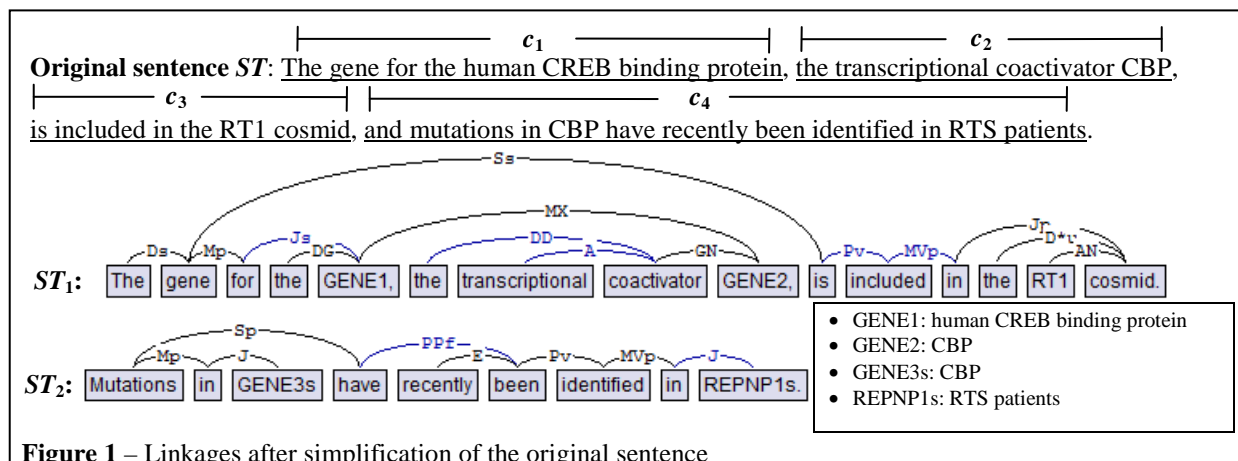 c1 c2
Original sentence ST: The gene for the human CREB binding protein, the transcriptional coactivator CBP,
c3 c4
is included in the RT1 cosmid, and mutations in CBP have recently been identified in RTS patients.
Ss
MX Jp
Js DD D*u
Ds Mp DG A GN Pv MVp AN
ST1: The gene for the GENE1, the transcriptional coactivator GENE2, is included in the RT1 cosmid.
Sp PPf
Mp J E Pv MVp J
ST2: Mutations in GENE3s have recently been identified in REPNP1s.
• GENE1: human CREB binding protein
• GENE2: CBP
• GENE3s: CBP
• REPNP1s: RTS patients
Figure 1 – Linkages after simplification of the original sentence